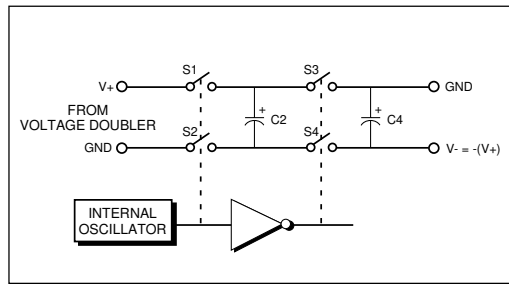 S1
S3
V+
GND
FROM
VOLTAGE DOUBLER
+
C2
+
C4
S2
S4
GND
V- = -(V+)
INTERNAL
OSCILLATOR